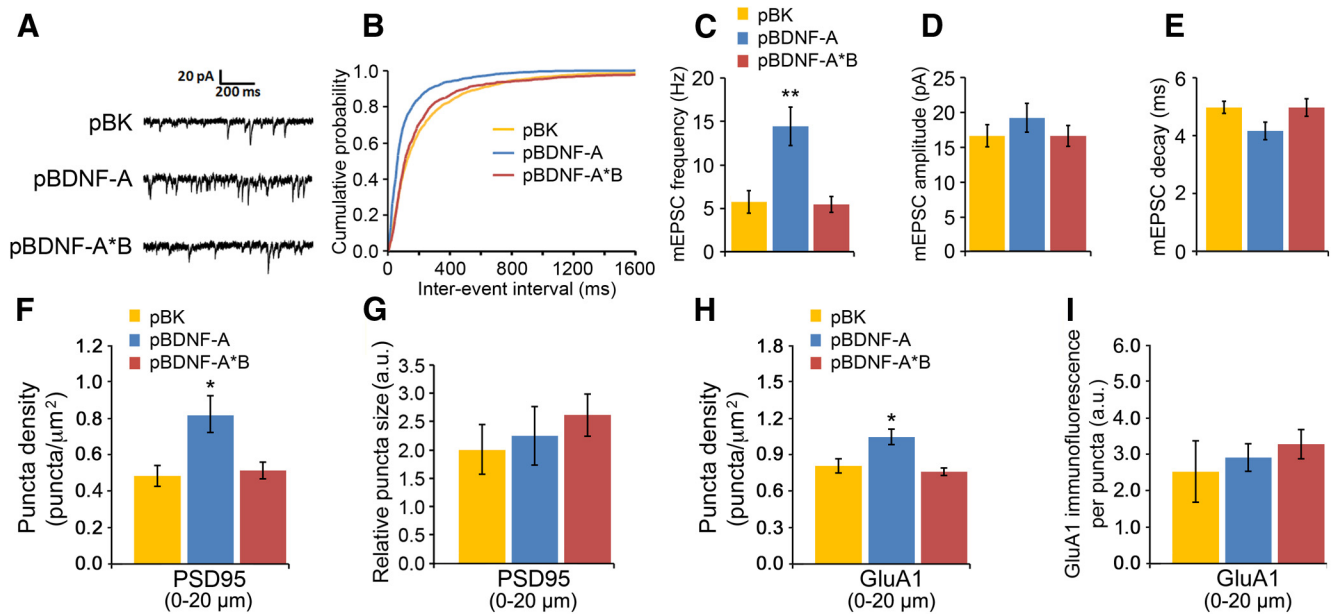 A
20 pA
200 ms
pBK
pBDNF-A
pBDNF-A*B
B
Cumulative probability
1.0
0.8
0.6
0.4
0.2
0.0
0
400
800
1200
1600
Inter-event interval (ms)
pBK
pBDNF-A
pBDNF-A*B
C
pBK
pBDNF-A
pBDNF-A*B
mEPSC frequency (Hz)
20
15
10
5
0
**
D
mEPSC amplitude (pA)
25
20
15
10
5
0
E
mEPSC decay (ms)
6
4
2
0
F
pBK
pBDNF-A
pBDNF-A*B
Puncta density
(puncta/μm2)
1.2
1.0
0.8
0.6
0.4
0.2
0.0
*
PSD95
(0-20 μm)
G
Relative puncta size (a.u.)
3.5
3.0
2.5
2.0
1.5
1.0
0.5
0.0
PSD95
(0-20 μm)
H
pBK
pBDNF-A
pBDNF-A*B
Puncta density
(puncta/μm2)
1.8
1.5
1.2
0.9
0.6
0.3
0.0
*
GluA1
(0-20 μm)
I
GluA1 immunofluorescence
per puncta (a.u.)
6.0
5.0
4.0
3.0
2.0
1.0
0.0
GluA1
(0-20 μm)